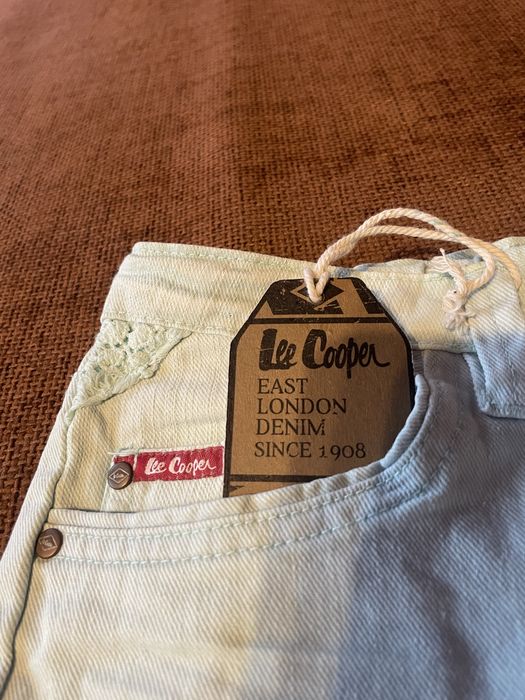 Lee Cooper
EAST
LONDON
DENIM
SINCE 1908
Lee Cooper